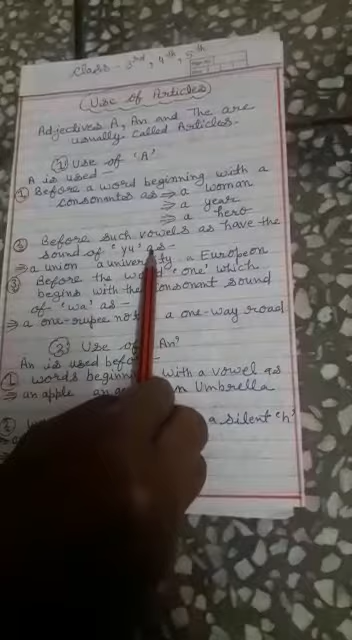 Class - 3rd, 4th, 5th
(Use of Articles)
Adjectives A, An and The are
usually called Articles.
(1) Use of 'A'
A is used -
(1) Before a word beginning with a
consonants as ⇒ a woman
⇒ a year
⇒ a hero
(2) Before such vowels as have the
sound of 'yu' as -
⇒ a union a university a European
(3) Before the word 'one' which
begins with the consonant sound
of 'wa' as -
⇒ a one-rupee a one-way road
(2) Use of An'
An is used before -
(1) words with a vowel as
⇒ an apple Umbrella
a silent 'h'